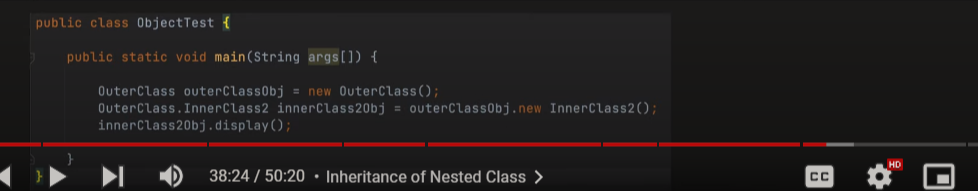 public class ObjectTest {
public static void main(String args[]) {
OuterClass outerClassObj = new OuterClass();
OuterClass.InnerClass2 innerClass2Obj = outerClassObj.new InnerClass2();
innerClass2Obj.display();
}
}
38:24 / 50:20 • Inheritance of Nested Class
CC
HD